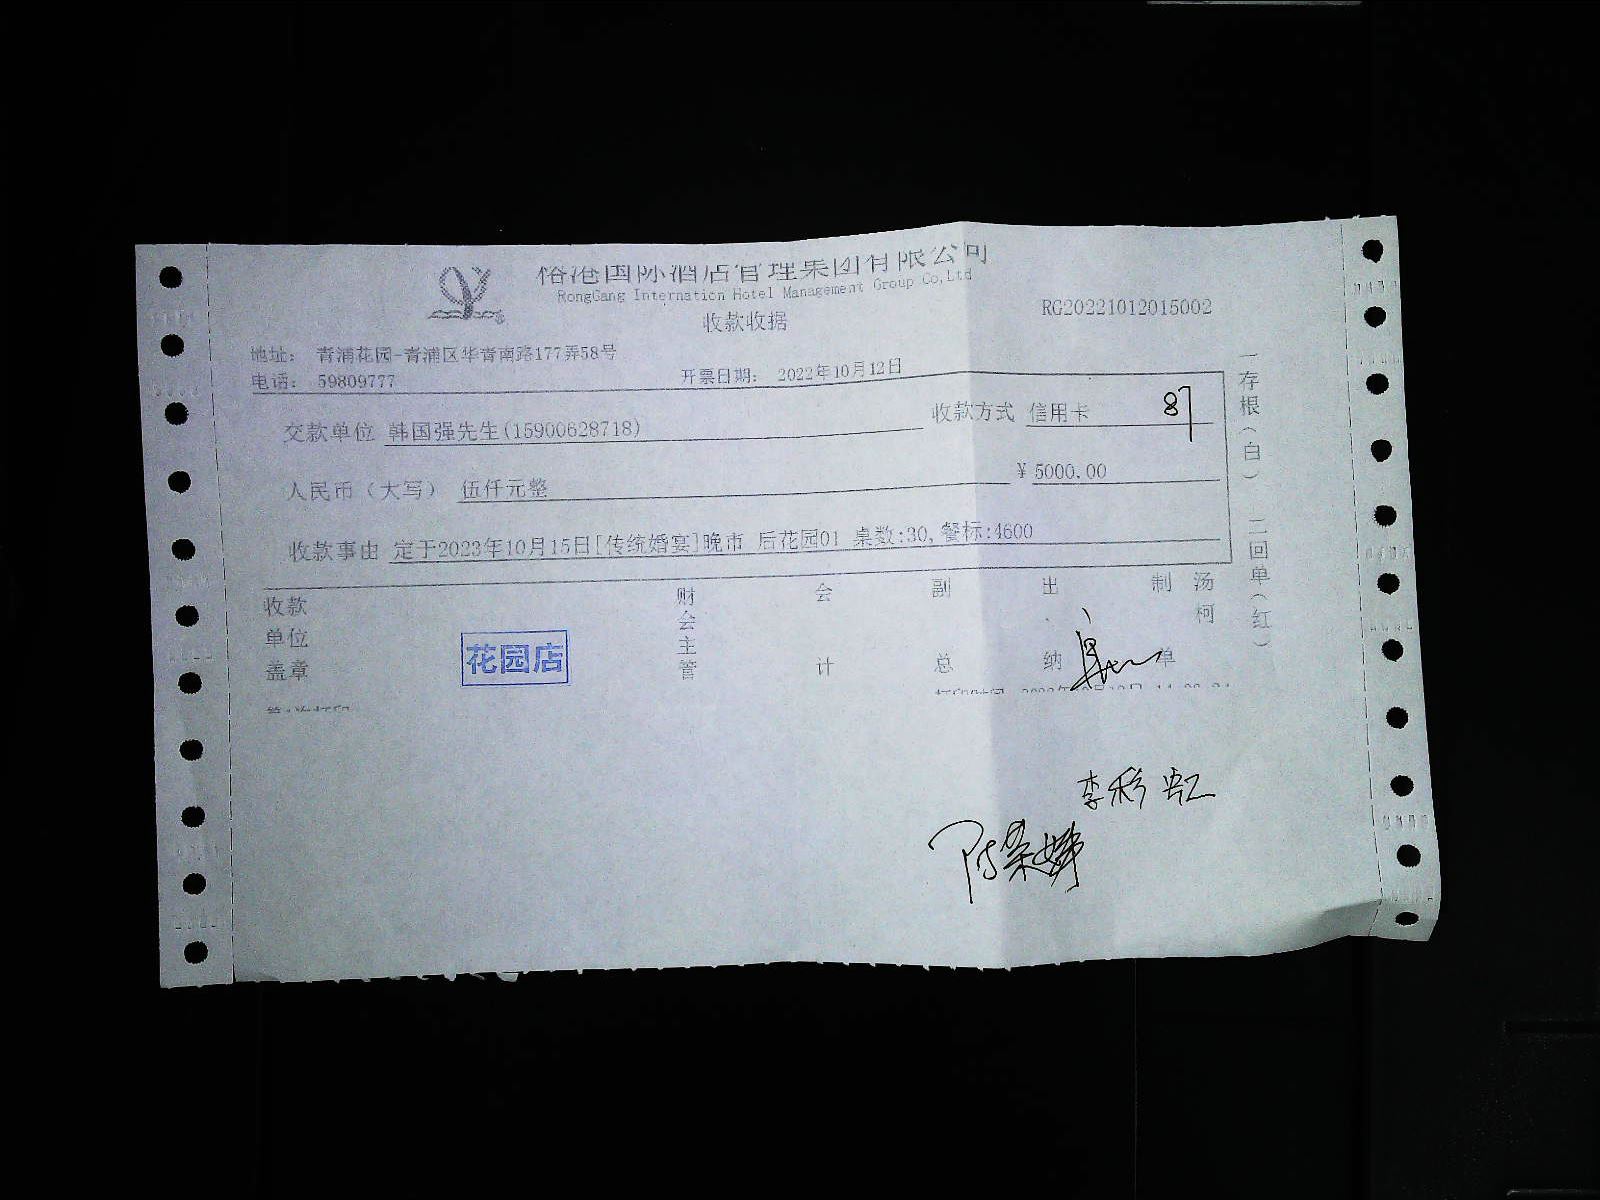 国际酒店管理集团有限公司
RongGang Internation Hotel Management Group Co,Ltd
收款收据
RG20221012015002
地址： 青浦花园-青浦区华青南路177弄58号
电话： 59809777
开票日期： 2022年10月12日
交款单位 韩国强先生(15900628718)
收款方式 信用卡 87
人民币（大写） 伍仟元整
￥5000.00
收款事由 定于2023年10月15日[传统婚宴]晚市 后花园01 桌数:30,餐标:4600
收款单位盖章
花园店
财会主管
会计
副总
出纳
制单
汤柯
一存根（白） 二回单（红）
李彩虹